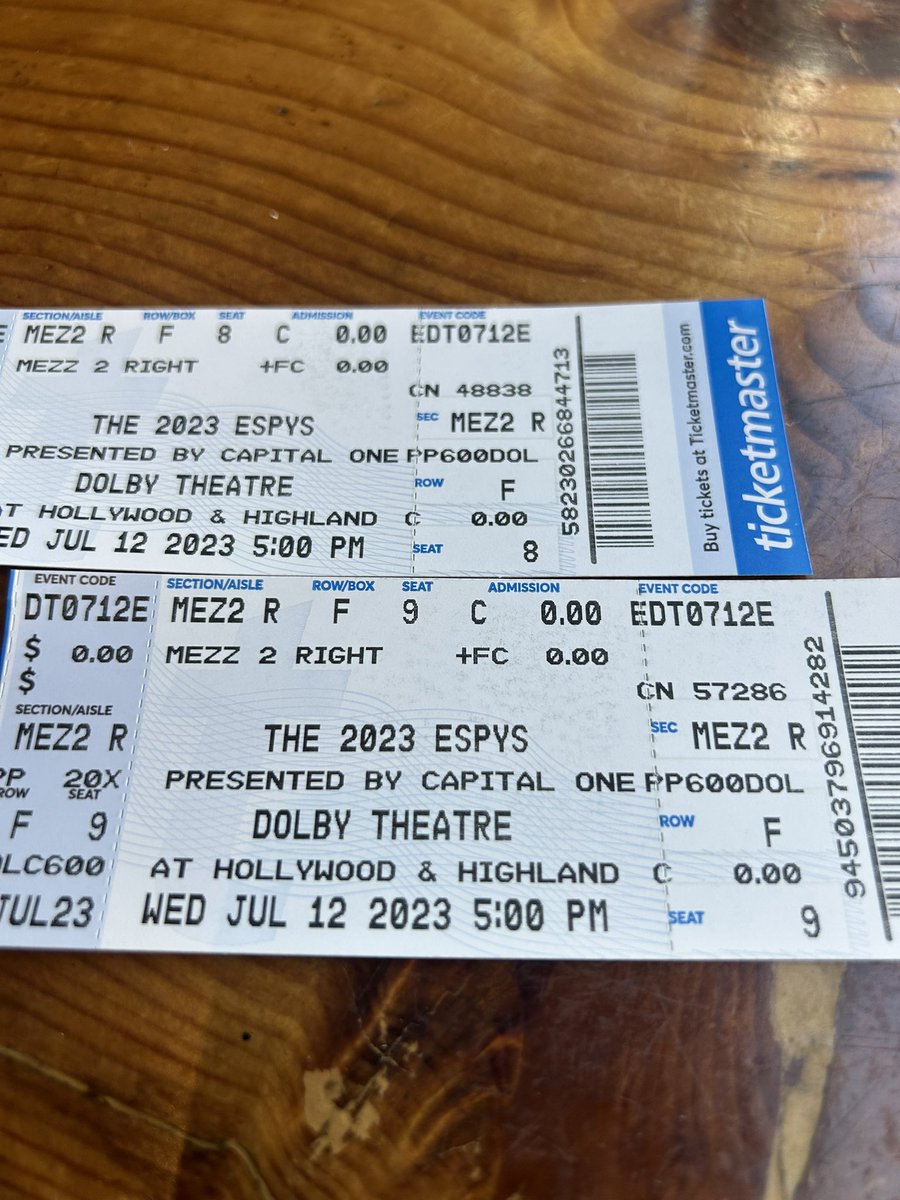 SECTION/AISLE ROW/BOX SEAT ADMISSION EVENT CODE
MEZ2 R F 8 C 0.00 EDT0712E
MEZZ 2 RIGHT +FC 0.00
CN 48838
THE 2023 ESPYS
SEC MEZ2 R
PRESENTED BY CAPITAL ONE PP600DOL
DOLBY THEATRE
ROW F
AT HOLLYWOOD & HIGHLAND C 0.00
ED JUL 12 2023 5:00 PM
SEAT 8
5823026684 4713
Buy tickets at Ticketmaster.com
ticketmaster
EVENT CODE SECTION/AISLE ROW/BOX SEAT ADMISSION EVENT CODE
DT0712E MEZ2 R F 9 C 0.00 EDT0712E
$ 0.00 MEZZ 2 RIGHT +FC 0.00
$
CN 57286
SECTION/AISLE
MEZ2 R THE 2023 ESPYS SEC MEZ2 R
PP 20X PRESENTED BY CAPITAL ONE PP600DOL
ROW SEAT
F 9 DOLBY THEATRE ROW F
LC600 AT HOLLYWOOD & HIGHLAND C 0.00
JUL23 WED JUL 12 2023 5:00 PM SEAT 9
945037969 14282